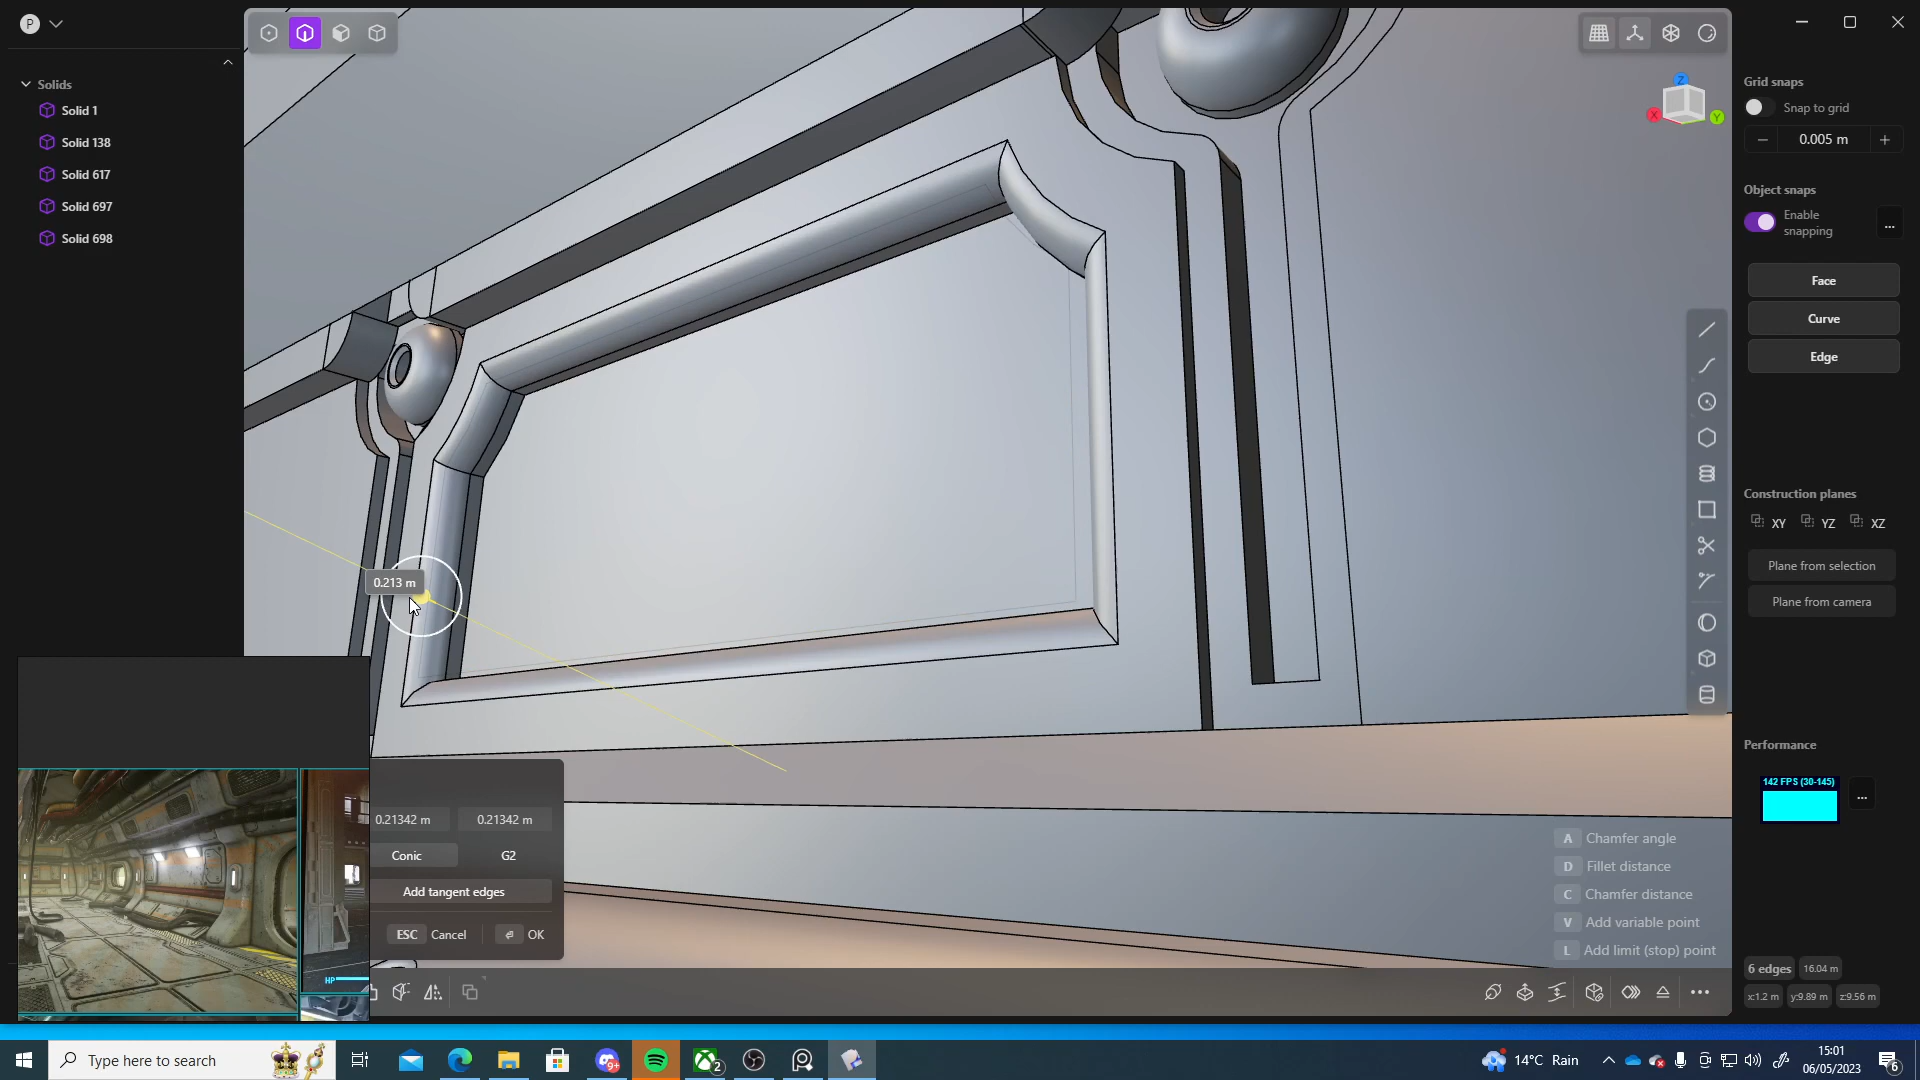 P
Solids
Solid 1
Solid 138
Solid 617
Solid 697
Solid 698
Z
X
Y
0.213 m
0.21342 m
0.21342 m
Conic
G2
Add tangent edges
ESC Cancel
OK
HP
Grid snaps
Snap to grid
0.005 m
Object snaps
Enable
snapping
...
Face
Curve
Edge
Construction planes
XY
YZ
XZ
Plane from selection
Plane from camera
Performance
142 FPS (30-145)
...
A Chamfer angle
D Fillet distance
C Chamfer distance
V Add variable point
L Add limit (stop) point
6 edges
16.04 m
x:1.2 m
y:9.89 m
z:9.56 m
Type here to search
9+
2
14°C Rain
15:01
06/05/2023
6